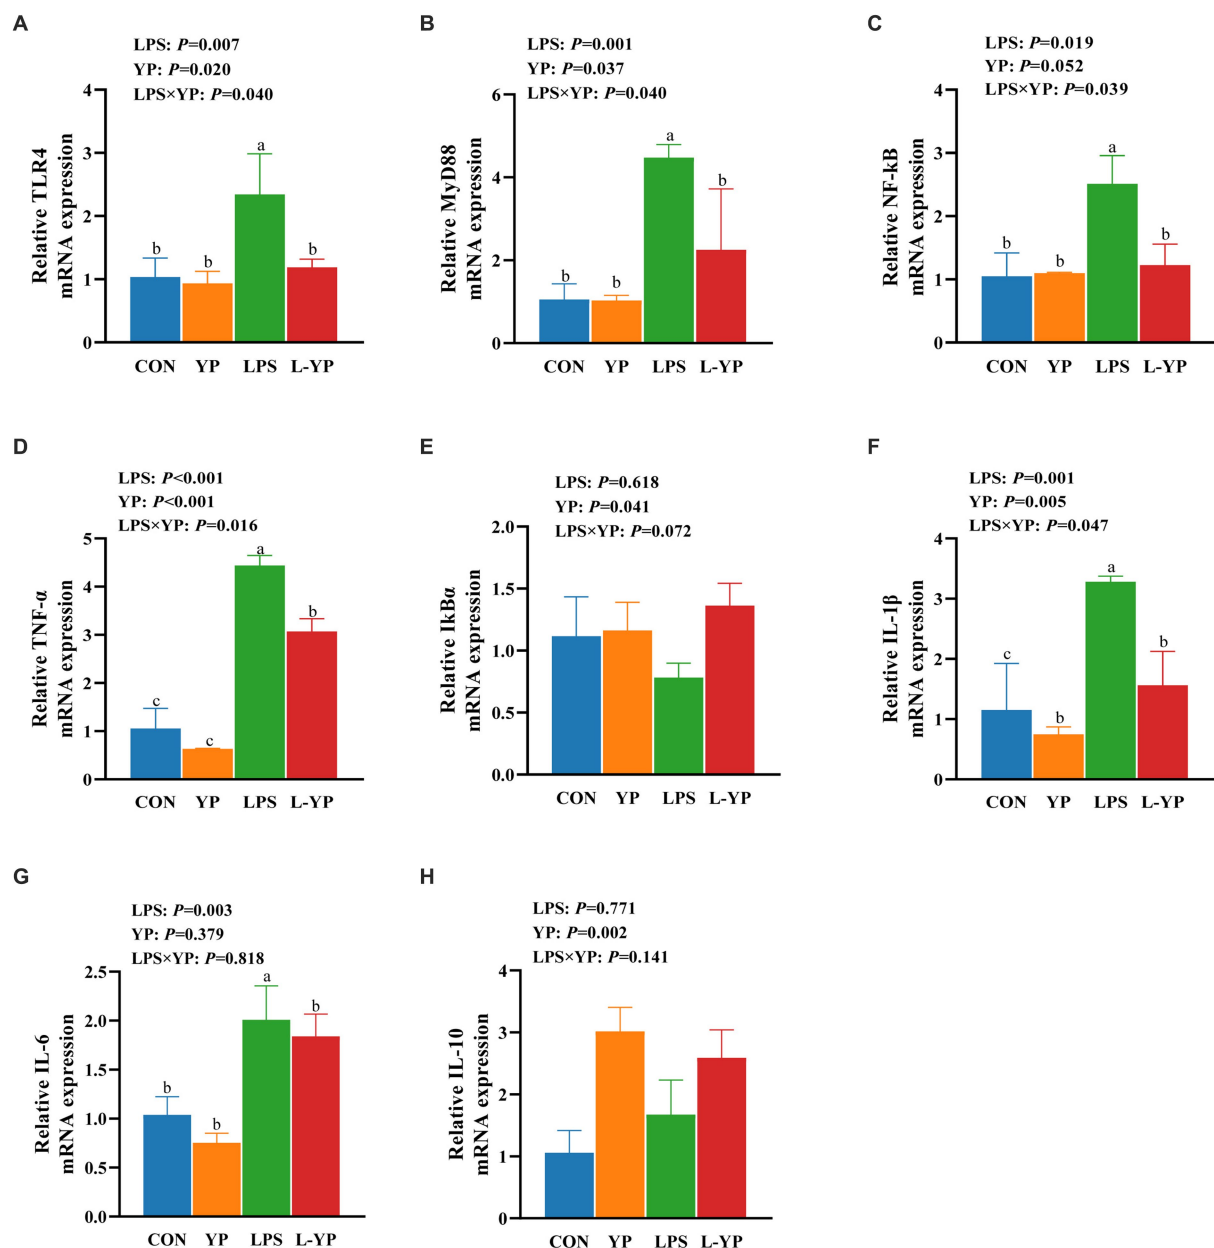 A
LPS: P=0.007
YP: P=0.020
LPS×YP: P=0.040
Relative TLR4
mRNA expression
4
3
2
1
0
b
b
a
b
CON YP LPS L-YP
B
LPS: P=0.001
YP: P=0.037
LPS×YP: P=0.040
Relative MyD88
mRNA expression
6
4
2
0
b
b
a
b
CON YP LPS L-YP
C
LPS: P=0.019
YP: P=0.052
LPS×YP: P=0.039
Relative NF-kB
mRNA expression
4
3
2
1
0
b
b
a
b
CON YP LPS L-YP
D
LPS: P<0.001
YP: P<0.001
LPS×YP: P=0.016
Relative TNF-α
mRNA expression
5
4
3
2
1
0
c
c
a
b
CON YP LPS L-YP
E
LPS: P=0.618
YP: P=0.041
LPS×YP: P=0.072
Relative IkBα
mRNA expression
2.0
1.5
1.0
0.5
0.0
CON YP LPS L-YP
F
LPS: P=0.001
YP: P=0.005
LPS×YP: P=0.047
Relative IL-1β
mRNA expression
4
3
2
1
0
c
b
a
b
CON YP LPS L-YP
G
LPS: P=0.003
YP: P=0.379
LPS×YP: P=0.818
Relative IL-6
mRNA expression
2.5
2.0
1.5
1.0
0.5
0.0
b
b
a
b
CON YP LPS L-YP
H
LPS: P=0.771
YP: P=0.002
LPS×YP: P=0.141
Relative IL-10
mRNA expression
4
3
2
1
0
CON YP LPS L-YP